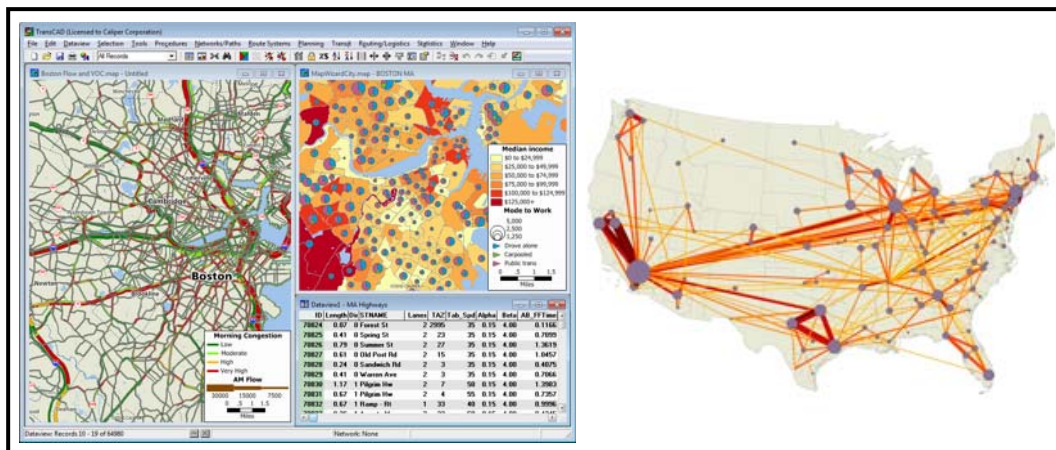 TransCAD (Licensed to Caliper Corporation)
File Edit Dataview Selection Tools Procedures Networks/Paths Route Systems Planning Transit Routing/Logistics Statistics Window Help
All Records
Boston Flow and VOC.map - Untitled
Medford
Cambridge
Boston
Newton
Brookline
Morning Congestion
Low
Moderate
High
Very High
AM Flow
30000 15000 7500
0 .5 1 1.5
Miles
MapWizardCity.map - BOSTON MA
Median income
$0 to $24,999
$25,000 to $49,999
$50,000 to $74,999
$75,000 to $99,999
$100,000 to $124,999
$125,000+
Mode to Work
5,000
2,500
1,250
Drove alone
Carpooled
Public trans
0 .5 1 1.5
Miles
Dataview1 - MA Highways
ID Length Dir STNAME Lanes TAZ Tab_Spd Alpha Beta AB_FFTime
70824 0.07 0 Forest St 2 2995 35 0.15 4.00 0.1166
70825 0.41 0 Spring St 2 23 35 0.15 4.00 0.7099
70826 0.79 0 Summer St 2 27 35 0.15 4.00 1.3619
70827 0.61 0 Old Post Rd 2 15 35 0.15 4.00 1.0457
70828 0.24 0 Sandwich Rd 2 3 35 0.15 4.00 0.4075
70829 0.41 0 Warren Ave 2 3 35 0.15 4.00 0.7066
70830 1.17 1 Pilgrim Hw 2 7 50 0.15 4.00 1.3983
70831 0.67 1 Pilgrim Hw 2 4 55 0.15 4.00 0.7357
70832 0.67 1 Ramp - Rt 1 33 40 0.15 4.00 0.9996
Dataview: Records 10 - 19 of 64980
Network: None